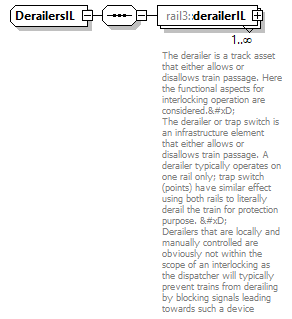 DerailersIL
rail3::derailerIL
1..∞
The derailer is a track asset
that either allows or
disallows train passage. Here
the functional aspects for
interlocking operation are
considered.&#xD;
The derailer or trap switch is
an infrastructure element
that either allows or
disallows train passage. A
derailer typically operates on
one rail only; trap switch
(points) have similar effect
using both rails to literally
derail the train for protection
purpose. &#xD;
Derailers that are locally and
manually controlled are
obviously not within the
scope of an interlocking as
the dispatcher will typically
prevent trains from derailing
by blocking signals leading
towards such a device